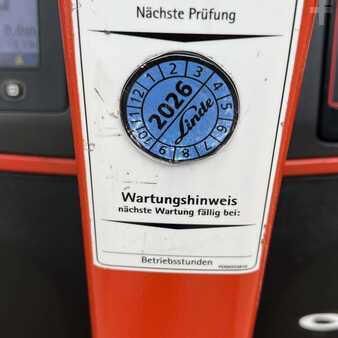 Nächste Prüfung
1 2 3 4 5 6 7 8 9 10 11 12
2026
Linde
Wartungshinweis
nächste Wartung fällig bei:
Betriebsstunden